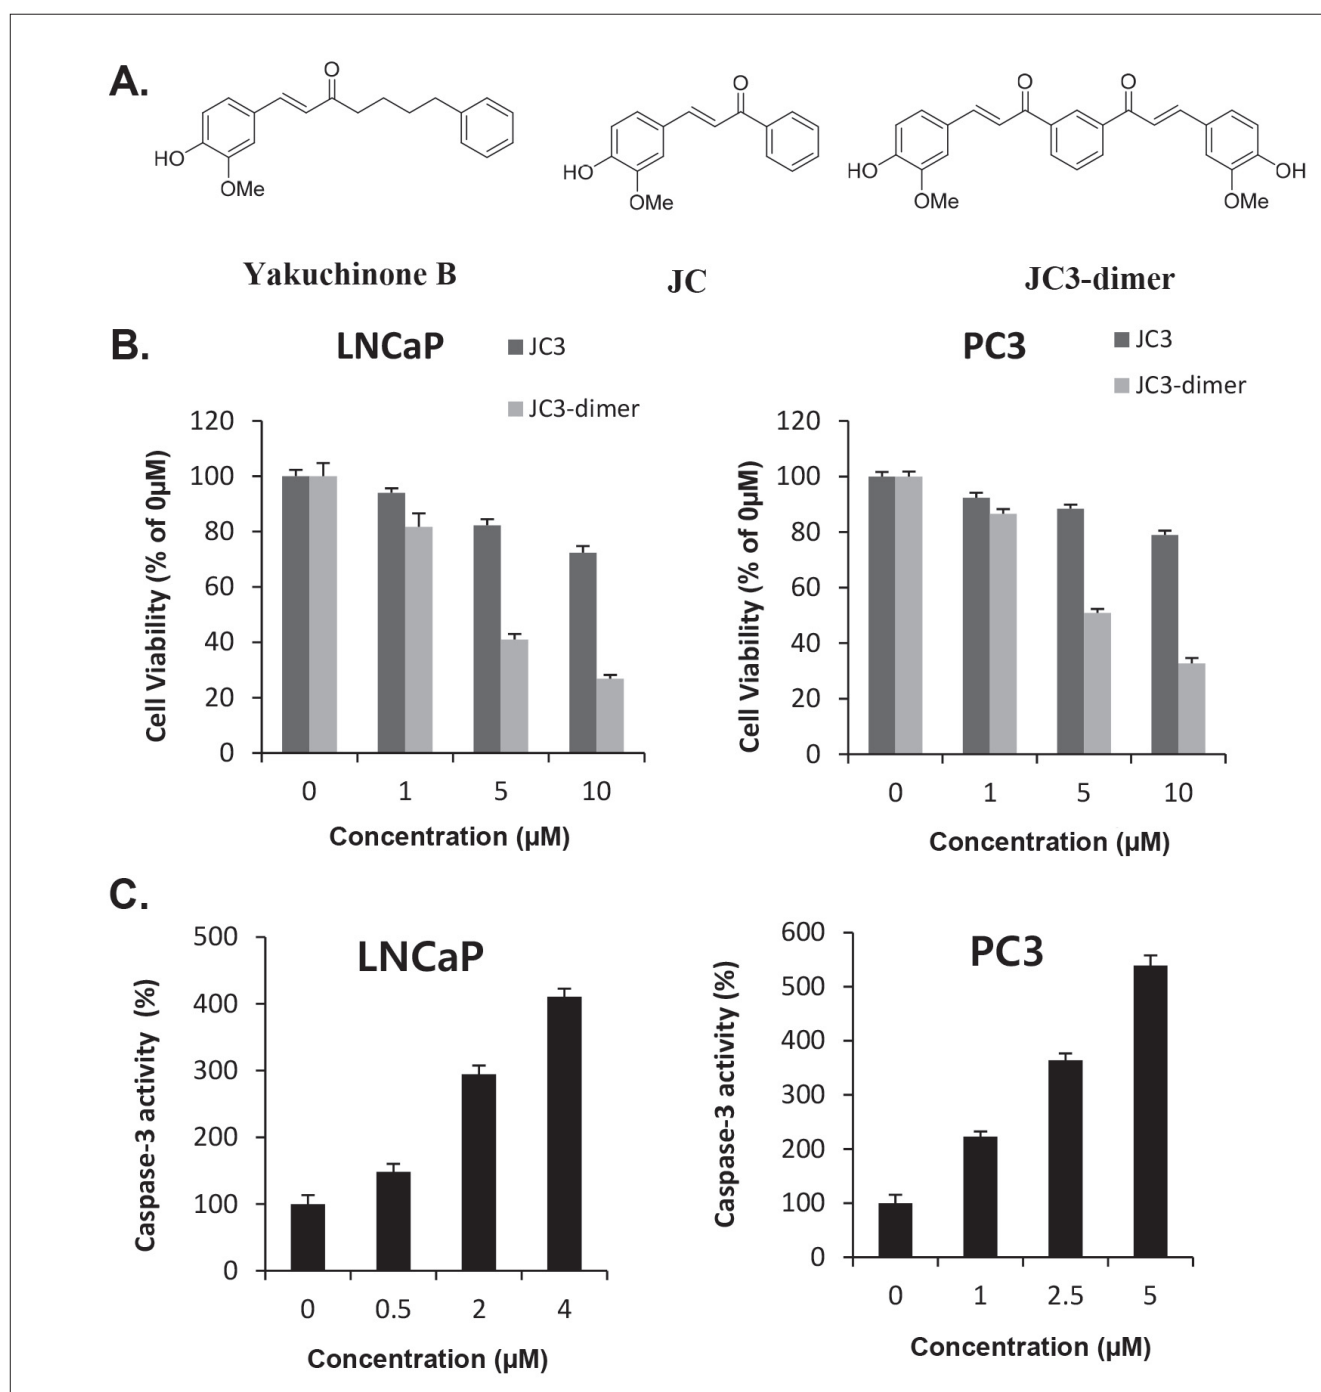 A.
O
HO
OMe
O
HO
OMe
O
O
HO
OMe
OMe
OH
Yakuchinone B
JC
JC3-dimer
B.
LNCaP
JC3
JC3-dimer
120
100
80
60
40
20
0
Cell Viability (% of 0µM)
0 1 5 10
Concentration (µM)
PC3
JC3
JC3-dimer
120
100
80
60
40
20
0
Cell Viability (% of 0µM)
0 1 5 10
Concentration (µM)
C.
LNCaP
500
400
300
200
100
0
Caspase-3 activity (%)
0 0.5 2 4
Concentration (µM)
PC3
600
500
400
300
200
100
0
Caspase-3 activity (%)
0 1 2.5 5
Concentration (µM)